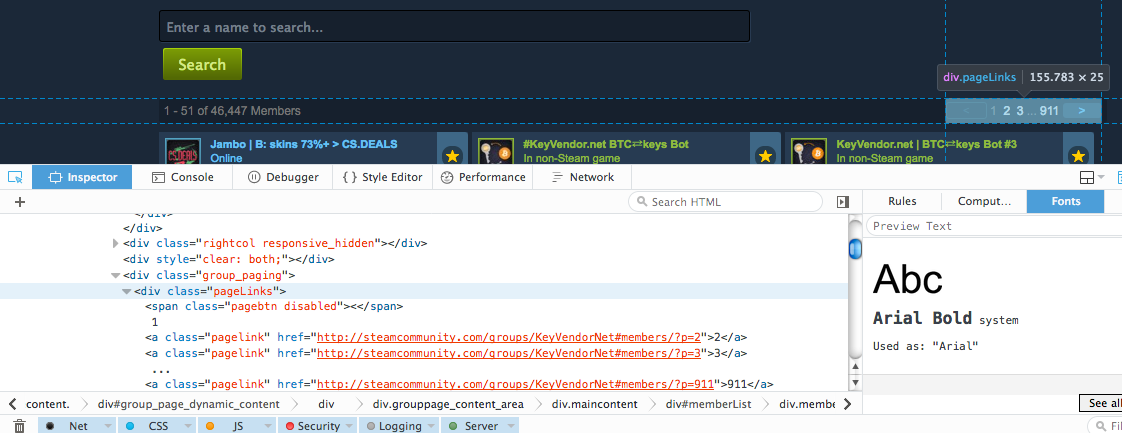 Enter a name to search...
Search
div.pageLinks 155.783 × 25
1 - 51 of 46,447 Members
< 1 2 3 ... 911 >
Jambo | B: skins 73%+ > CS.DEALS
Online
#KeyVendor.net BTC⇄keys Bot
In non-Steam game
KeyVendor.net | BTC⇄keys Bot #3
In non-Steam game
CS.DEALS
Inspector Console Debugger { } Style Editor Performance Network
+ Search HTML
Rules Comput... Fonts
</div>
</div>
<div class="rightcol responsive_hidden"></div>
<div style="clear: both;"></div>
<div class="group_paging">
<div class="pageLinks">
<span class="pagebtn disabled"><</span>
1
<a class="pagelink" href="http://steamcommunity.com/groups/KeyVendorNet#members/?p=2">2</a>
<a class="pagelink" href="http://steamcommunity.com/groups/KeyVendorNet#members/?p=3">3</a>
...
<a class="pagelink" href="http://steamcommunity.com/groups/KeyVendorNet#members/?p=911">911</a>
Preview Text
Abc
Arial Bold system
Used as: "Arial"
See all
content. div#group_page_dynamic_content div div.grouppage_content_area div.maincontent div#memberList div.membe
Net CSS JS Security Logging Server Fil